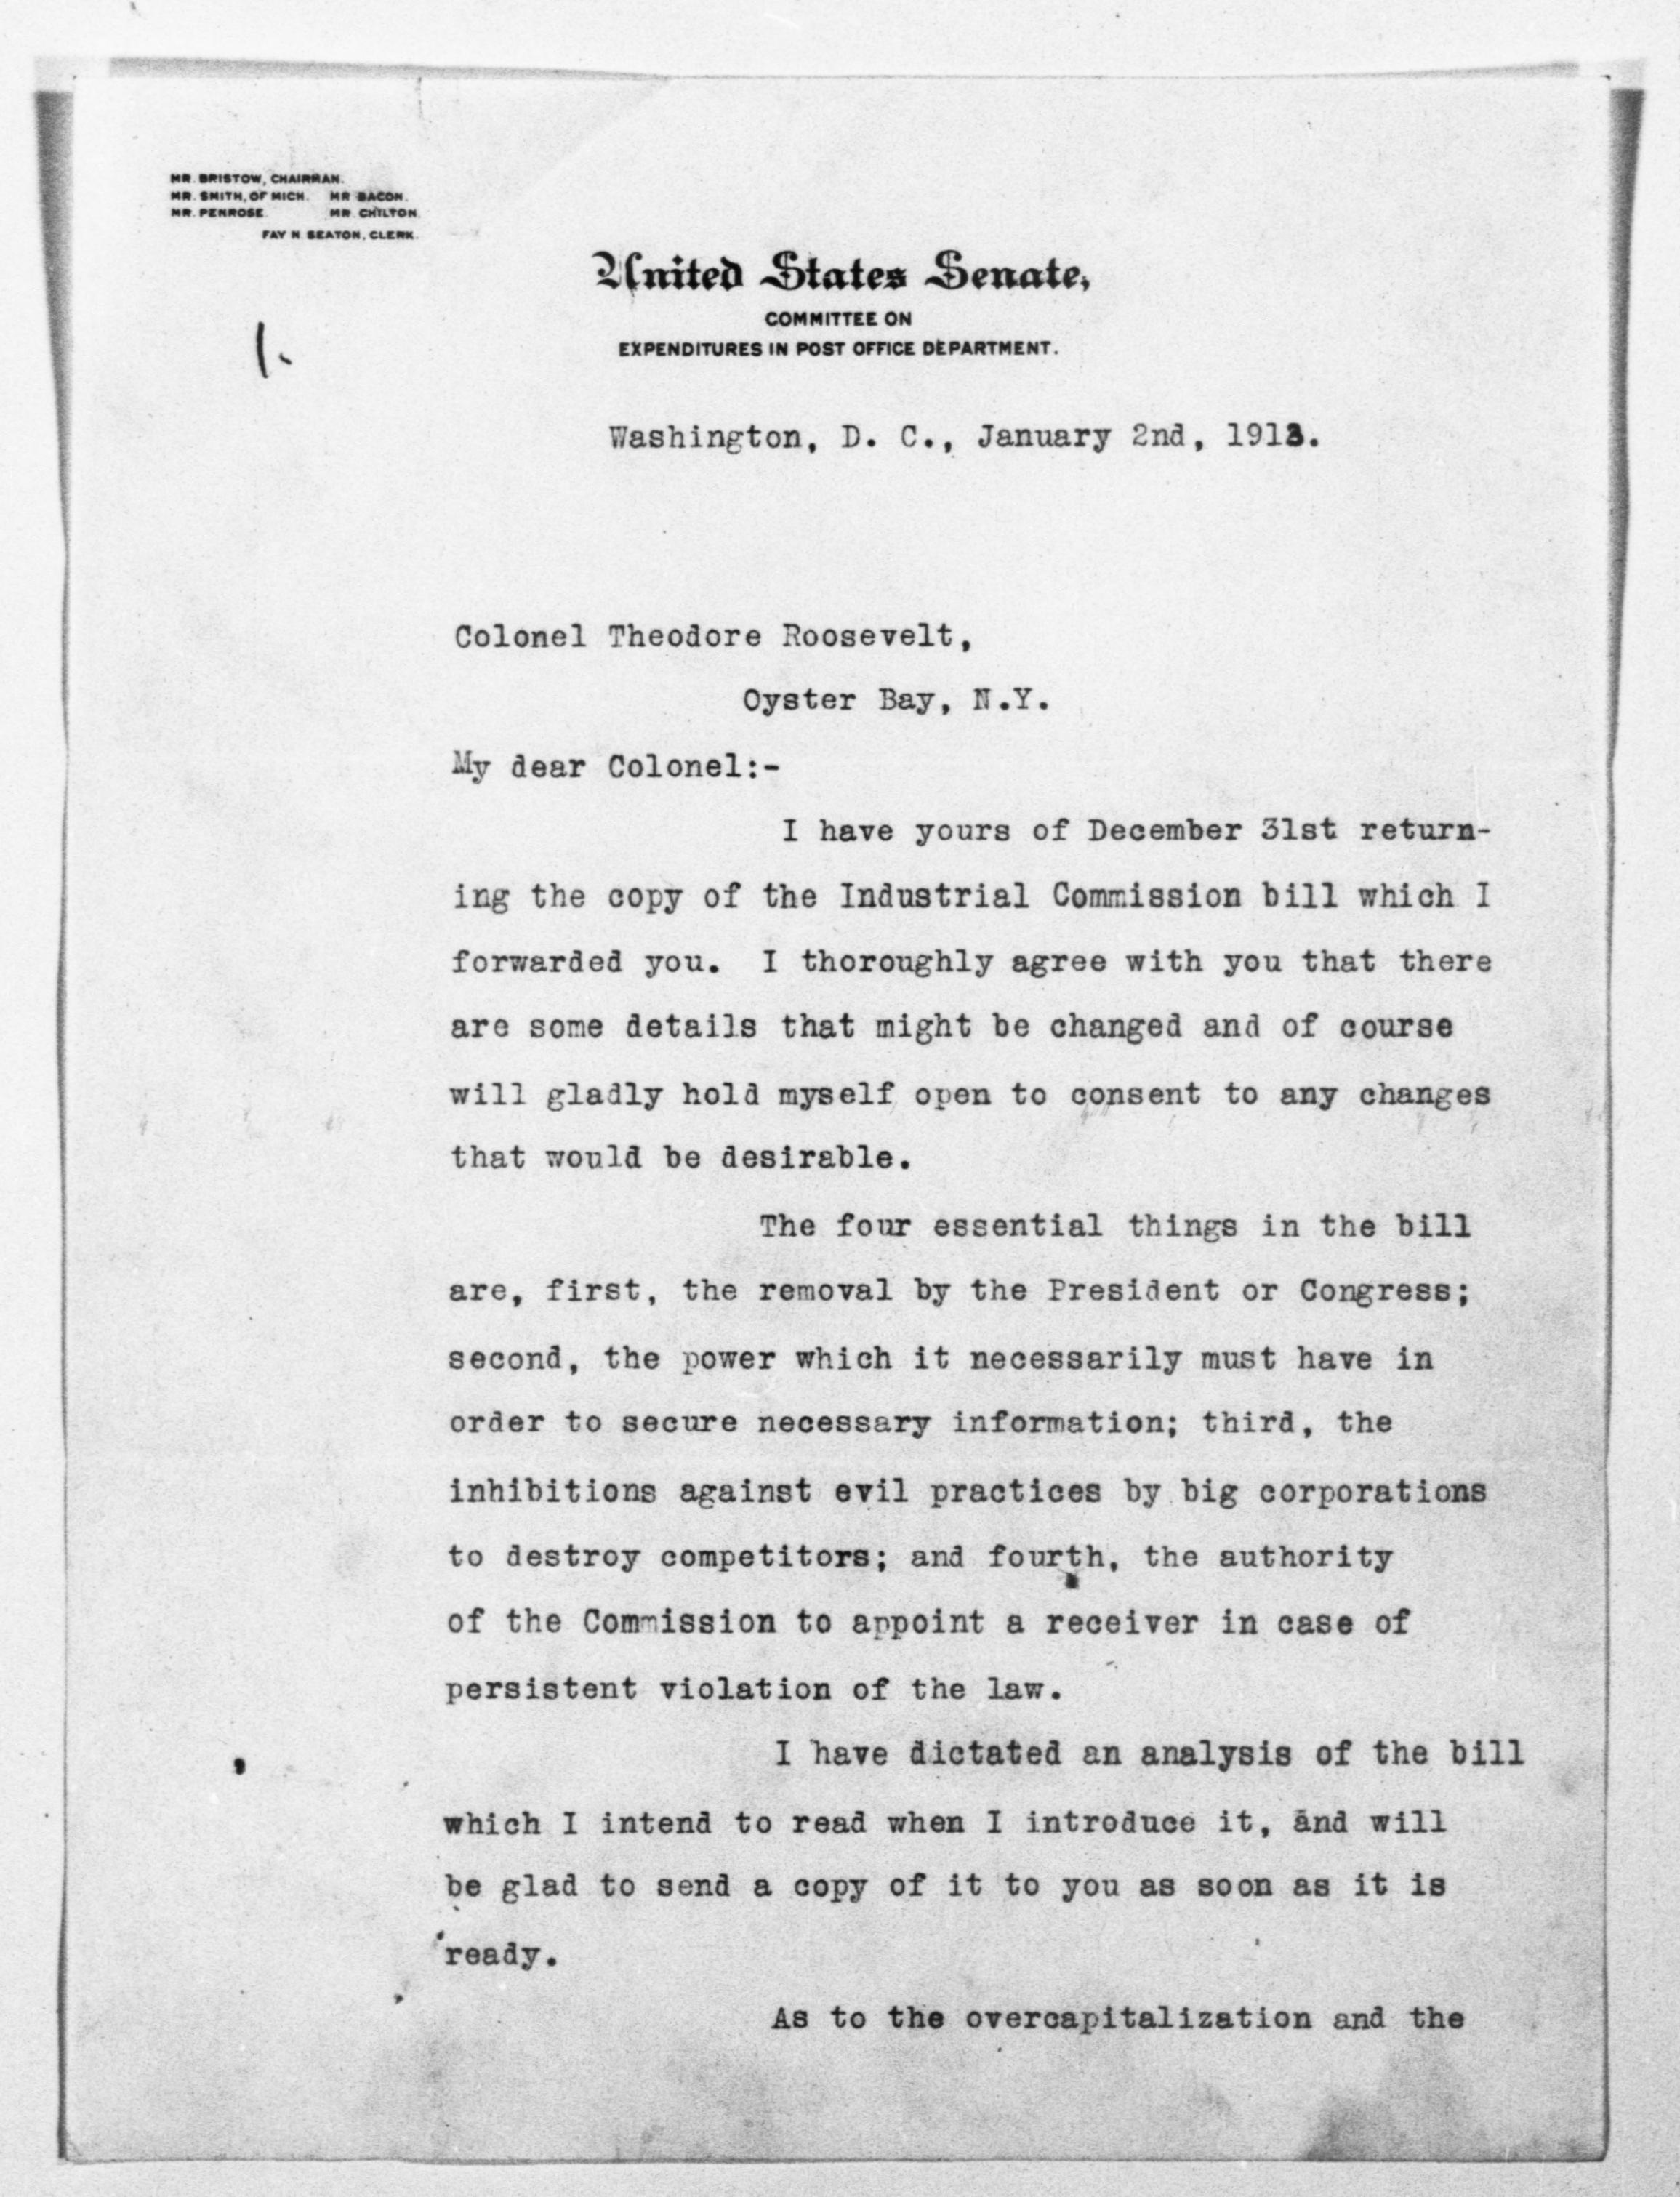 MR. BRISTOW, CHAIRMAN.
MR. SMITH, OF MICH. MR BACON.
MR. PENROSE. MR. CHILTON.
FAY N. SEATON, CLERK.
United States Senate,
COMMITTEE ON
EXPENDITURES IN POST OFFICE DEPARTMENT.
1.
Washington, D. C., January 2nd, 1913.
Colonel Theodore Roosevelt,
Oyster Bay, N.Y.
My dear Colonel:-
I have yours of December 31st return-
ing the copy of the Industrial Commission bill which I
forwarded you. I thoroughly agree with you that there
are some details that might be changed and of course
will gladly hold myself open to consent to any changes
that would be desirable.
The four essential things in the bill
are, first, the removal by the President or Congress;
second, the power which it necessarily must have in
order to secure necessary information; third, the
inhibitions against evil practices by big corporations
to destroy competitors; and fourth, the authority
of the Commission to appoint a receiver in case of
persistent violation of the law.
I have dictated an analysis of the bill
which I intend to read when I introduce it, and will
be glad to send a copy of it to you as soon as it is
ready.
As to the overcapitalization and the